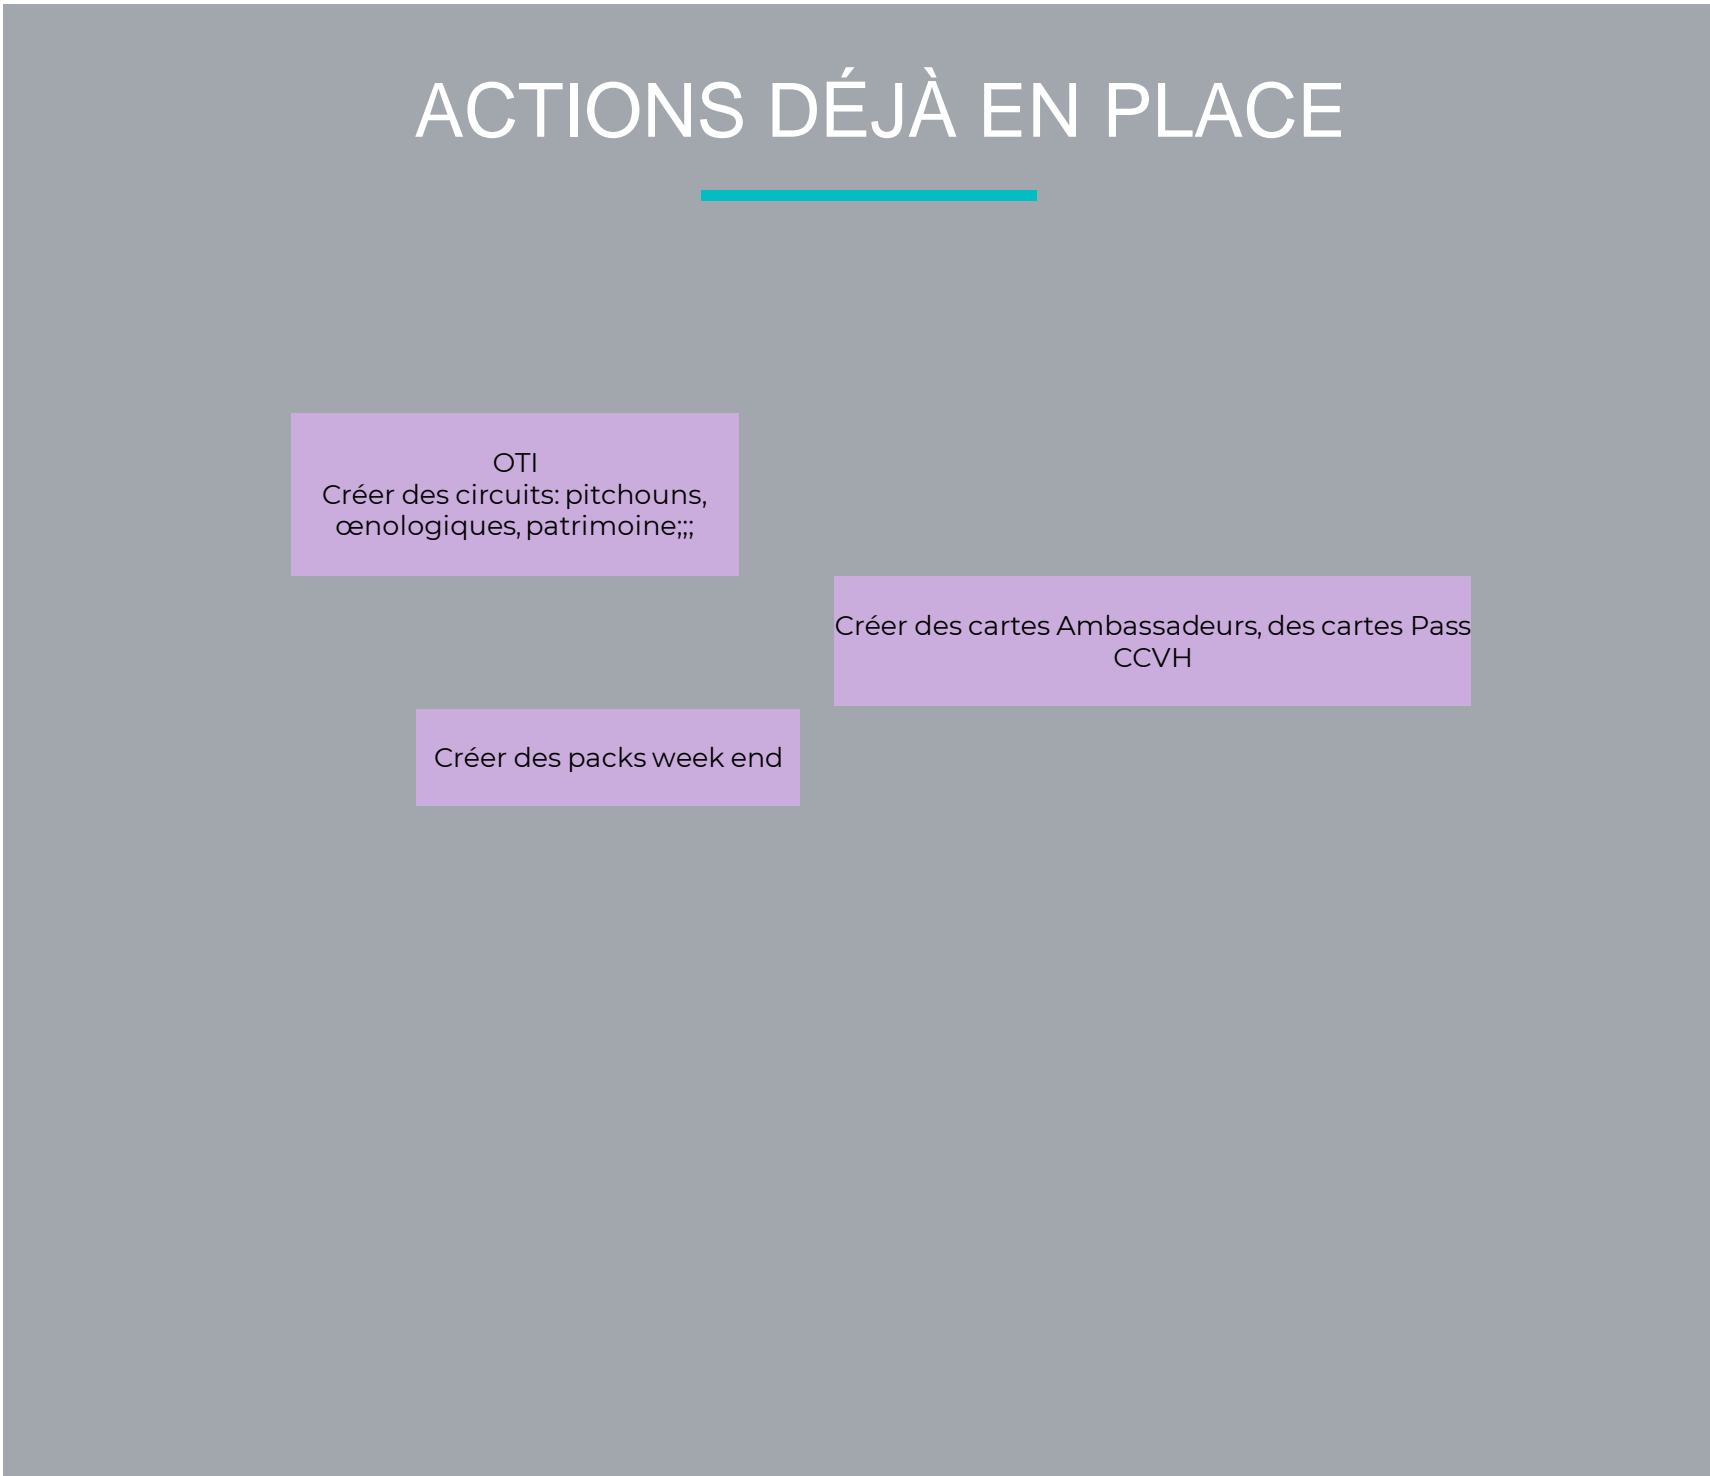 ACTIONS DÉJÀ EN PLACE
OTI
Créer des circuits: pitchouns,
œnologiques, patrimoine;;;
Créer des cartes Ambassadeurs, des cartes Pass
CCVH
Créer des packs week end